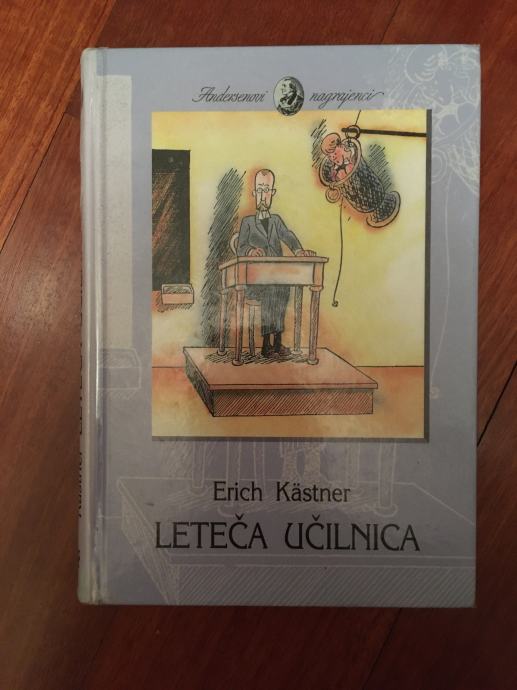 Andersenovi nagrajenci
Erich Kästner
LETEČA UČILNICA